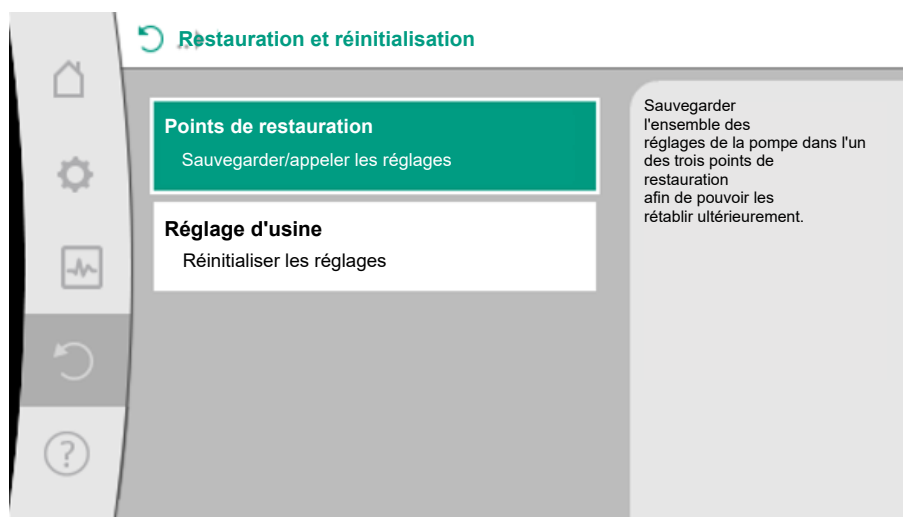 Restauration et réinitialisation
Points de restauration
Sauvegarder/appeler les réglages
Réglage d'usine
Réinitialiser les réglages
Sauvegarder
l'ensemble des
réglages de la pompe dans l'un
des trois points de
restauration
afin de pouvoir les
rétablir ultérieurement.
?